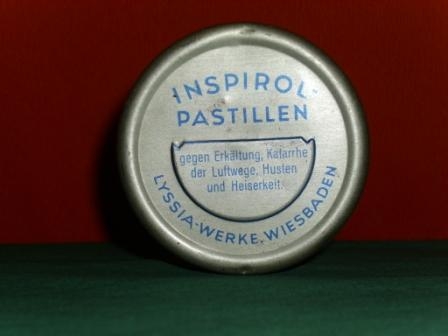 INSPIROL-
PASTILLEN
gegen Erkältung, Katarrhe
der Luftwege, Husten
und Heiserkeit.
LYSSIA-WERKE, WIESBADEN